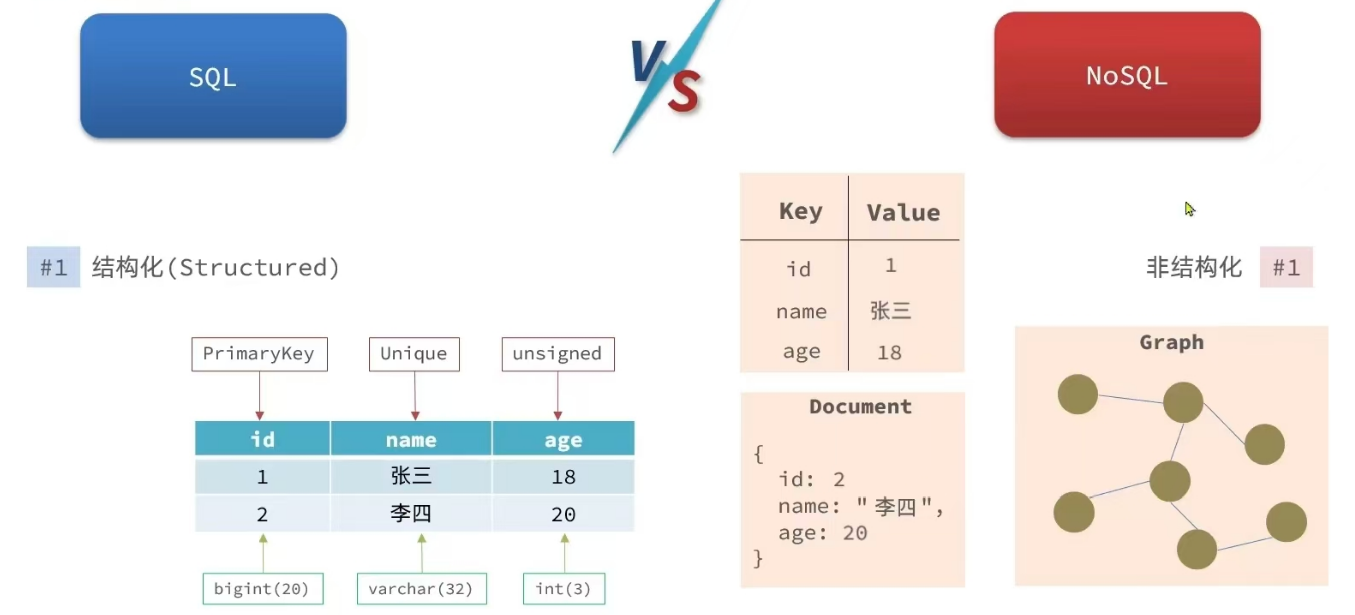 SQL
VS
NoSQL
#1 结构化(Structured)
PrimaryKey Unique unsigned
id name age
1 张三 18
2 李四 20
bigint(20) varchar(32) int(3)
Key Value
id 1
name 张三
age 18
Document
{
id: 2
name: "李四",
age: 20
}
非结构化 #1
Graph